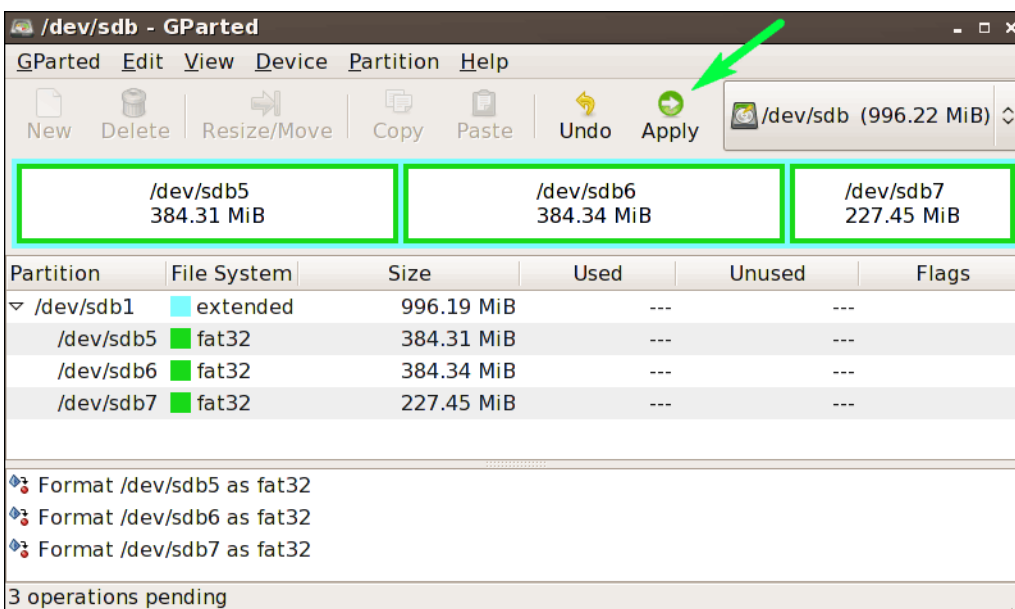 /dev/sdb - GParted
GParted Edit View Device Partition Help
New Delete Resize/Move Copy Paste Undo Apply /dev/sdb (996.22 MiB)
/dev/sdb5 /dev/sdb6 /dev/sdb7
384.31 MiB 384.34 MiB 227.45 MiB
Partition File System Size Used Unused Flags
/dev/sdb1 extended 996.19 MiB --- ---
/dev/sdb5 fat32 384.31 MiB --- ---
/dev/sdb6 fat32 384.34 MiB --- ---
/dev/sdb7 fat32 227.45 MiB --- ---
Format /dev/sdb5 as fat32
Format /dev/sdb6 as fat32
Format /dev/sdb7 as fat32
3 operations pending